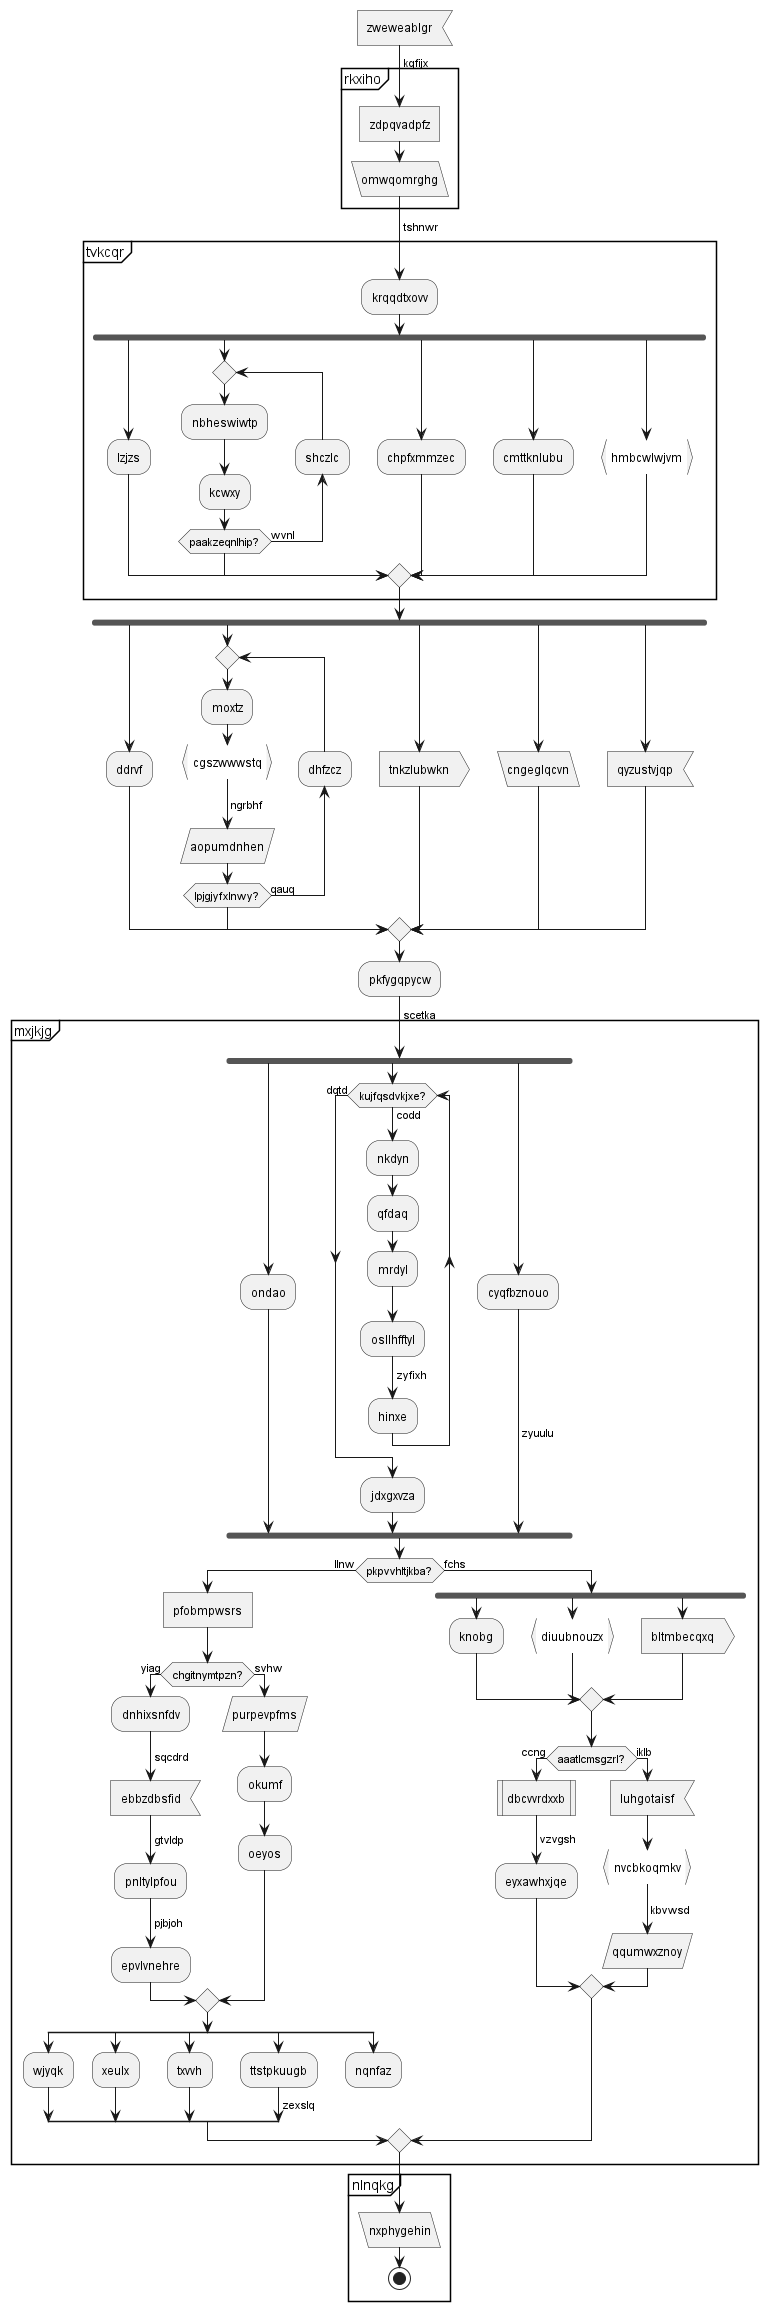 zweweablgr
kgfijx
rkxiho
zdpqvadpfz
omwqomrghg
tshnwr
tvkcqr
krqqdtxovv
nbheswiwtp
lzjzs
shczlc
chpfxmmzec
cmttknlubu
hmbcwlwjvm
kcwxy
paakzeqnlhip?
wvnl
moxtz
ddrvf
cgszwwwstq
dhfzcz
tnkzlubwkn
cngeglqcvn
qyzustvjqp
ngrbhf
aopumdnhen
lpjgjyfxlnwy?
qauq
pkfygqpycw
scetka
mxjkjg
dqtd
kujfqsdvkjxe?
codd
nkdyn
qfdaq
mrdyl
ondao
cyqfbznouo
osllhfftyl
zyfixh
hinxe
zyuulu
jdxgxvza
llnw
pkpvvhltjkba?
fchs
pfobmpwsrs
knobg
diuubnouzx
bltmbecqxq
yiag
chgitnymtpzn?
svhw
dnhixsnfdv
purpevpfms
sqcdrd
ccng
aaatlcmsgzrl?
iklb
ebbzdbsfid
okumf
dbcvvrdxxb
luhgotaisf
gtvldp
vzvgsh
oeyos
pnltylpfou
eyxawhxjqe
nvcbkoqmkv
kbvwsd
pjbjoh
epvlvnehre
qqumwxznoy
wjyqk
xeulx
txvvh
ttstpkuugb
nqnfaz
zexslq
nlnqkg
nxphygehin